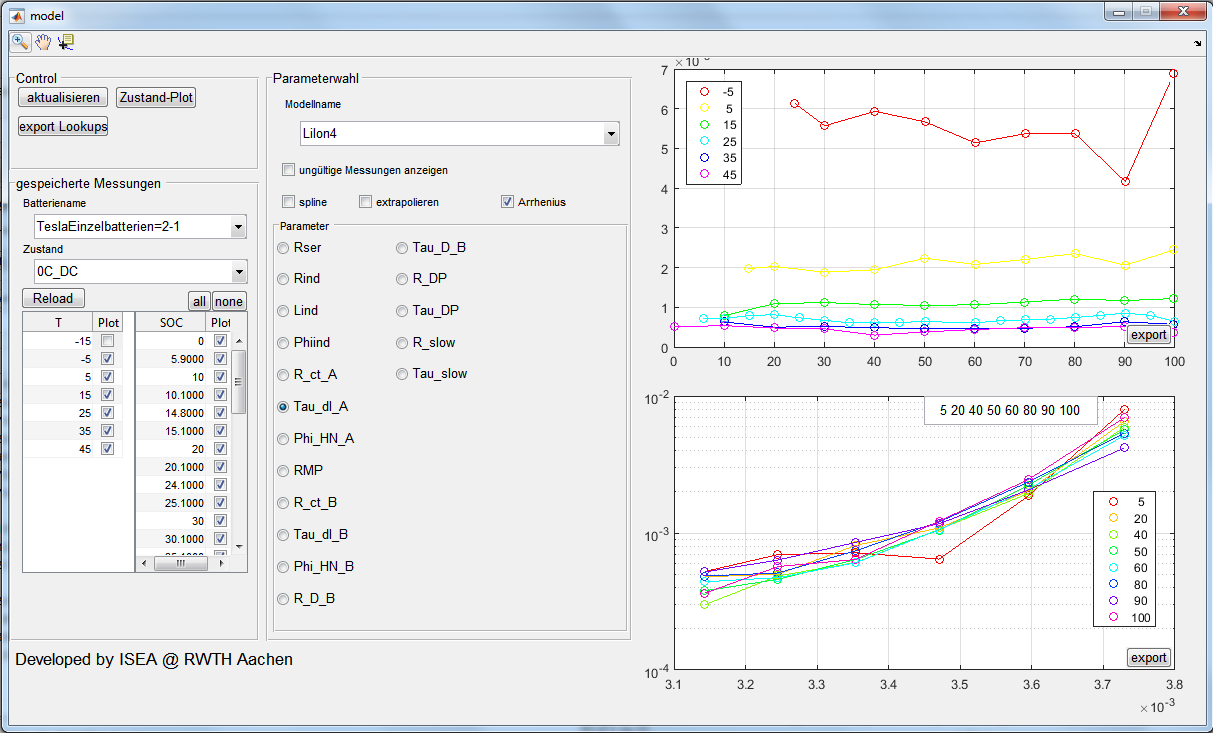 model
Control
aktualisieren
Zustand-Plot
export Lookups
gespeicherte Messungen
Batteriename
TeslaEinzelbatterien=2-1
Zustand
0C_DC
Reload
all
none
T Plot
-15
-5
5
15
25
35
45
SOC Plot
0
5.9000
10
10.1000
14.8000
15.1000
20
20.1000
24.1000
25.1000
30
30.1000
Developed by ISEA @ RWTH Aachen
Parameterwahl
Modellname
LiIon4
ungültige Messungen anzeigen
spline
extrapolieren
Arrhenius
Parameter
Rser
Rind
Lind
Phiind
R_ct_A
Tau_dl_A
Phi_HN_A
RMP
R_ct_B
Tau_dl_B
Phi_HN_B
R_D_B
Tau_D_B
R_DP
Tau_DP
R_slow
Tau_slow
7
6
5
4
3
2
1
0
-5
5
15
25
35
45
export
0 10 20 30 40 50 60 70 80 90 100
10-2
10-3
10-4
5 20 40 50 60 80 90 100
5
20
40
50
60
80
90
100
export
3.1 3.2 3.3 3.4 3.5 3.6 3.7 3.8
×10-3